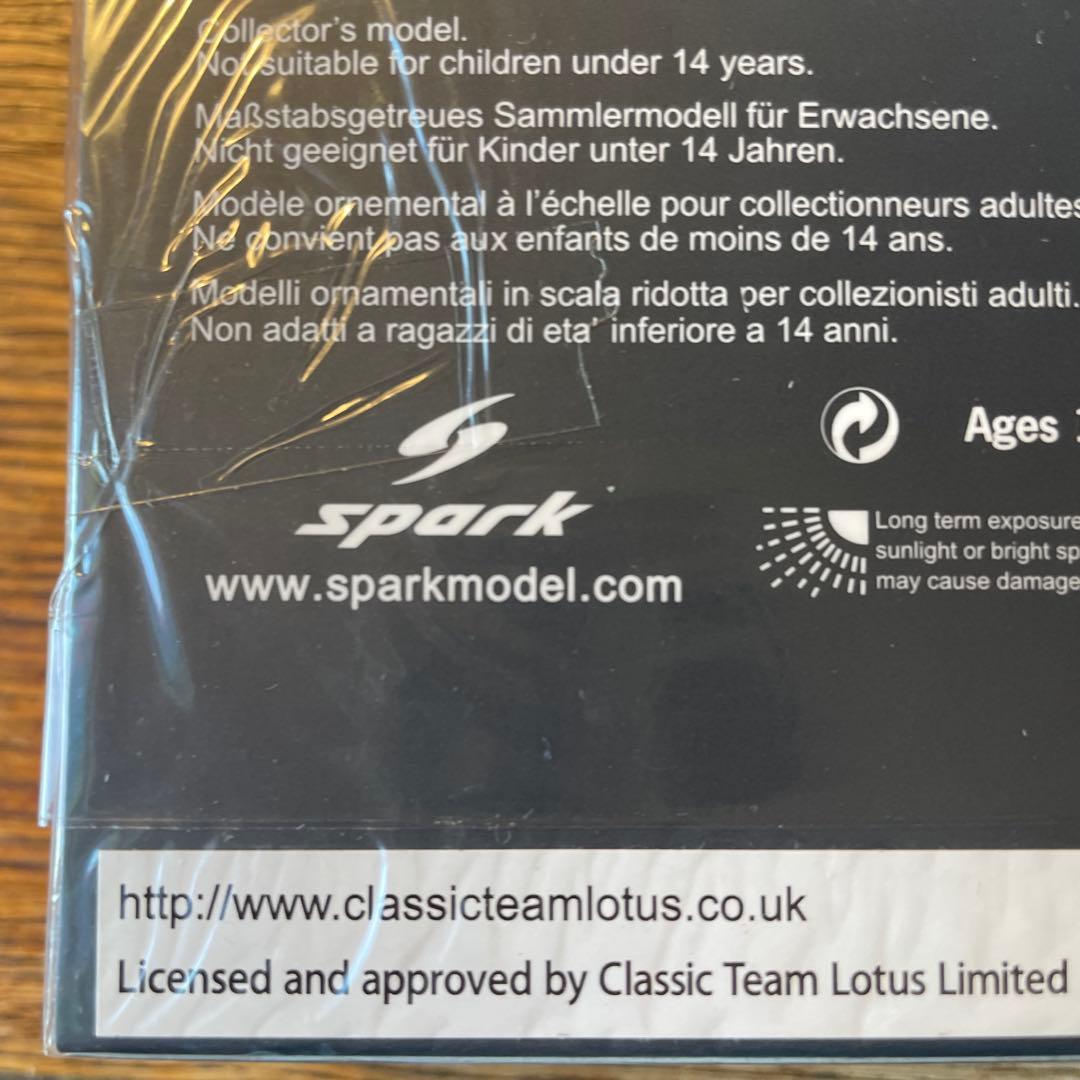 Collector's model.
Not suitable for children under 14 years.
Maßstabsgetreues Sammlermodell für Erwachsene.
Nicht geeignet für Kinder unter 14 Jahren.
Modèle ornemental à l'échelle pour collectionneurs adultes
Ne convient pas aux enfants de moins de 14 ans.
Modelli ornamentali in scala ridotta per collezionisti adulti.
Non adatti a ragazzi di eta' inferiore a 14 anni.
Ages
spark
Long term exposure
sunlight or bright sp
may cause damage
www.sparkmodel.com
http://www.classicteamlotus.co.uk
Licensed and approved by Classic Team Lotus Limited